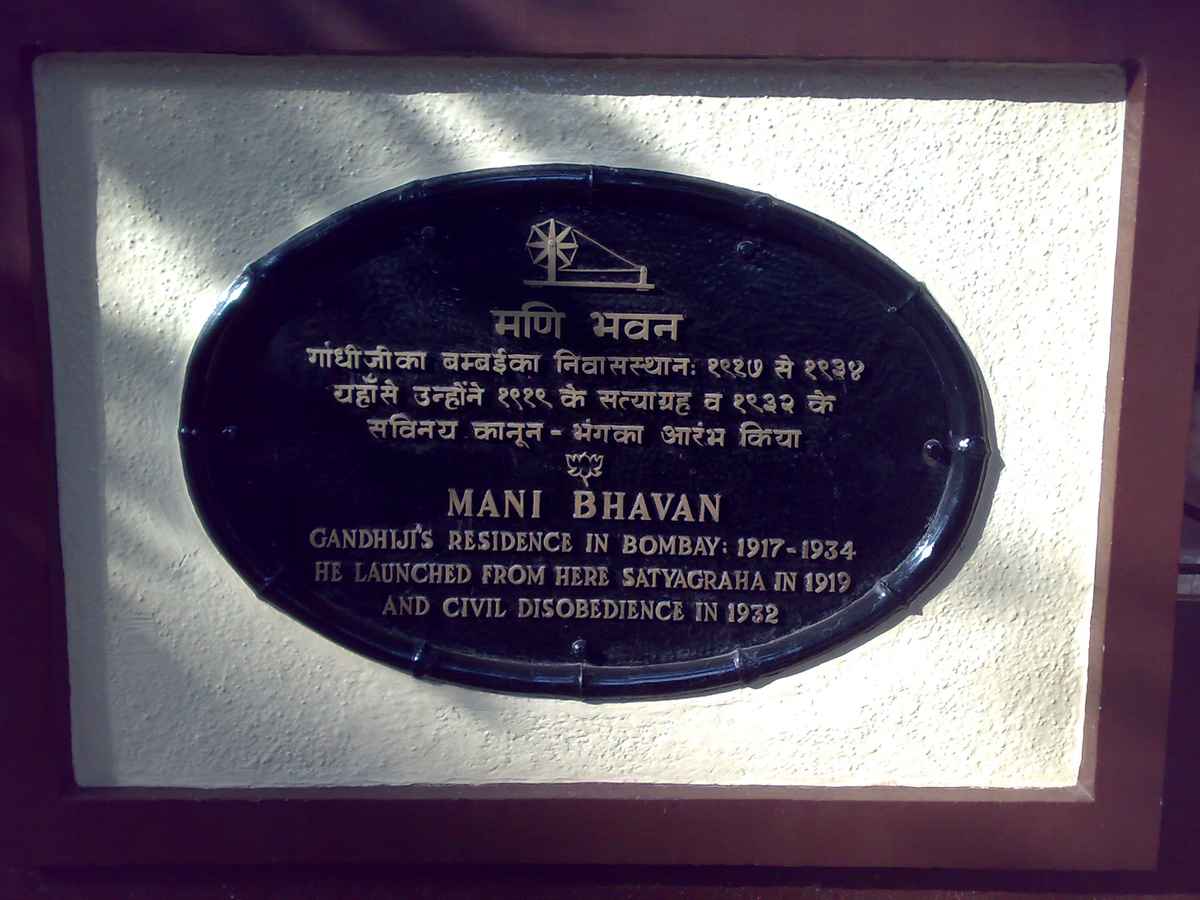 मणि भवन
गांधीजीका बम्बईका निवासस्थान: १९१७ से १९३४
यहाँसे उन्होंने १९१९ के सत्याग्रह व १९३२ के
सविनय कानून - भंगका आरंभ किया
MANI BHAVAN
GANDHIJI'S RESIDENCE IN BOMBAY: 1917-1934
HE LAUNCHED FROM HERE SATYAGRAHA IN 1919
AND CIVIL DISOBEDIENCE IN 1932